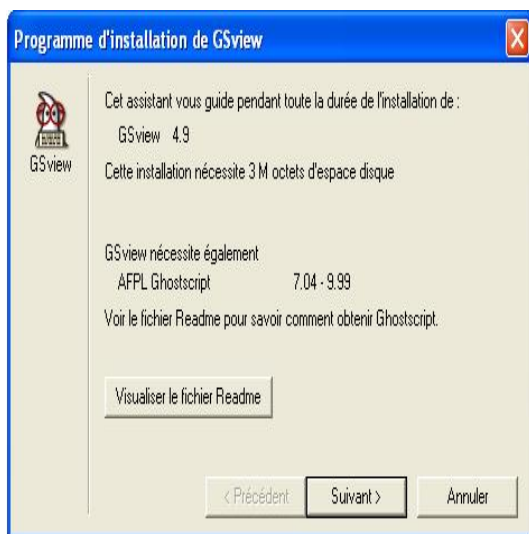 Programme d'installation de GSview
GSview
Cet assistant vous guide pendant toute la durée de l'installation de :
GSview 4.9
Cette installation nécessite 3 M octets d'espace disque
GSview nécessite également
AFPL Ghostscript 7.04 - 9.99
Voir le fichier Readme pour savoir comment obtenir Ghostscript.
Visualiser le fichier Readme
< Précédent Suivant > Annuler